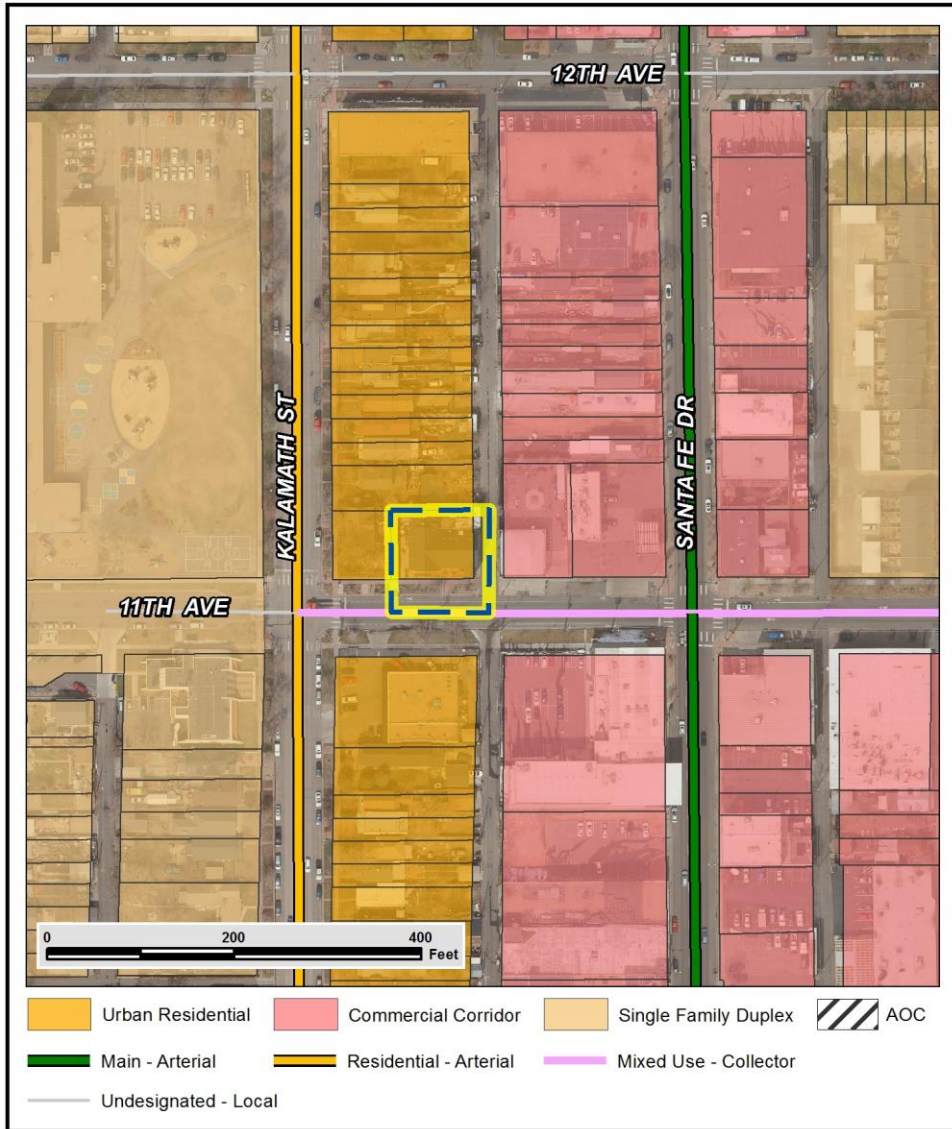 12TH AVE
KALAMATH ST
SANTA FE DR
11TH AVE
0 200 400
Feet
Urban Residential
Commercial Corridor
Single Family Duplex
AOC
Main - Arterial
Residential - Arterial
Mixed Use - Collector
Undesignated - Local